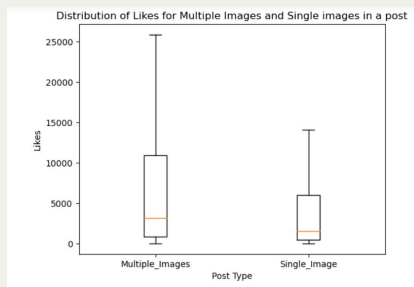 Distribution of Likes for Multiple Images and Single images in a post
25000
20000
15000
10000
5000
0
Likes
Multiple_Images Single_Image
Post Type